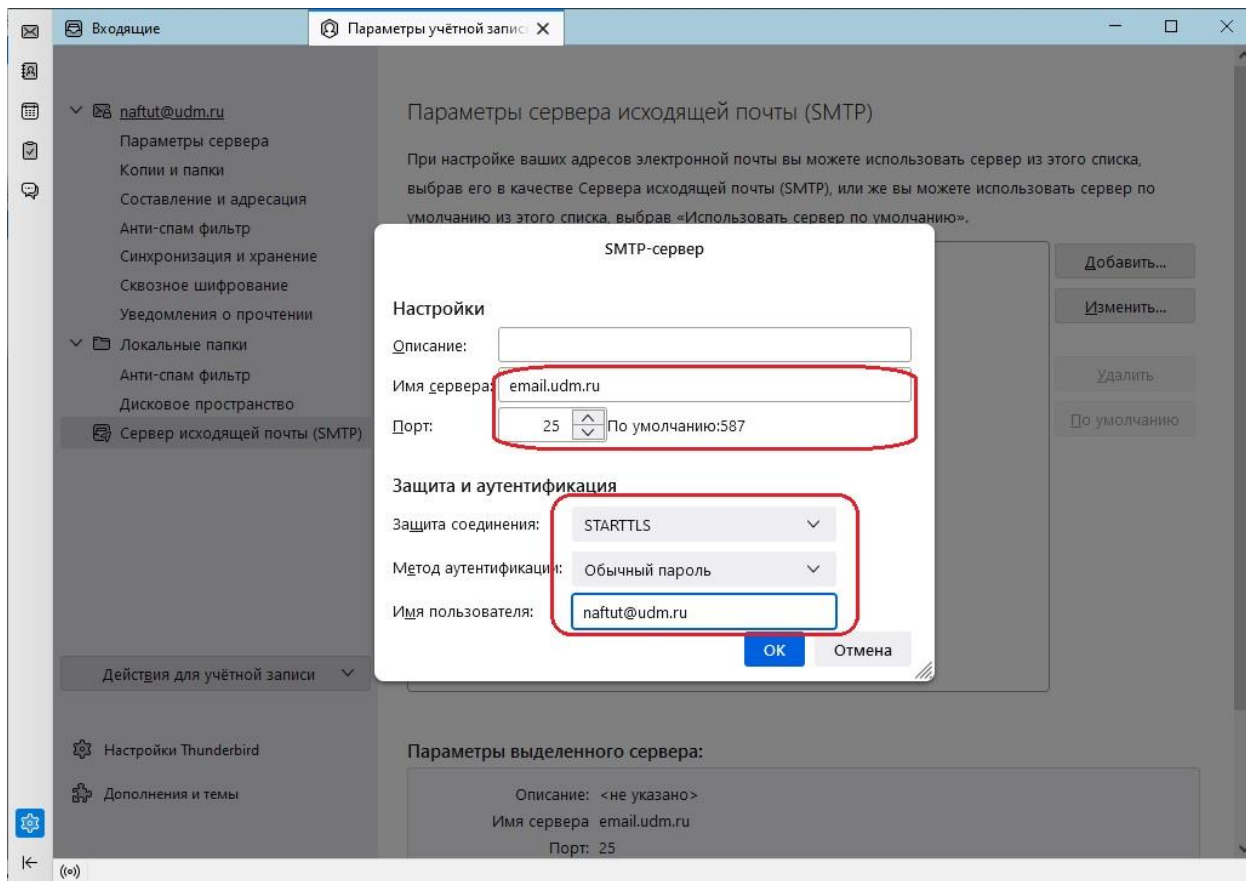 Входящие
Параметры учётной запис
naftut@udm.ru
Параметры сервера
Копии и папки
Составление и адресация
Анти-спам фильтр
Синхронизация и хранение
Сквозное шифрование
Уведомления о прочтении
Локальные папки
Анти-спам фильтр
Дисковое пространство
Сервер исходящей почты (SMTP)
Действия для учётной записи
Настройки Thunderbird
Дополнения и темы
Параметры сервера исходящей почты (SMTP)
При настройке ваших адресов электронной почты вы можете использовать сервер из этого списка,
выбрав его в качестве Сервера исходящей почты (SMTP), или же вы можете использовать сервер по
умолчанию из этого списка, выбрав «Использовать сервер по умолчанию».
Добавить...
Изменить...
Удалить
По умолчанию
SMTP-сервер
Настройки
Описание:
Имя сервера: email.udm.ru
Порт: 25 По умолчанию:587
Защита и аутентификация
Защита соединения: STARTTLS
Метод аутентификации: Обычный пароль
Имя пользователя: naftut@udm.ru
ОК Отмена
Параметры выделенного сервера:
Описание: <не указано>
Имя сервера email.udm.ru
Порт: 25